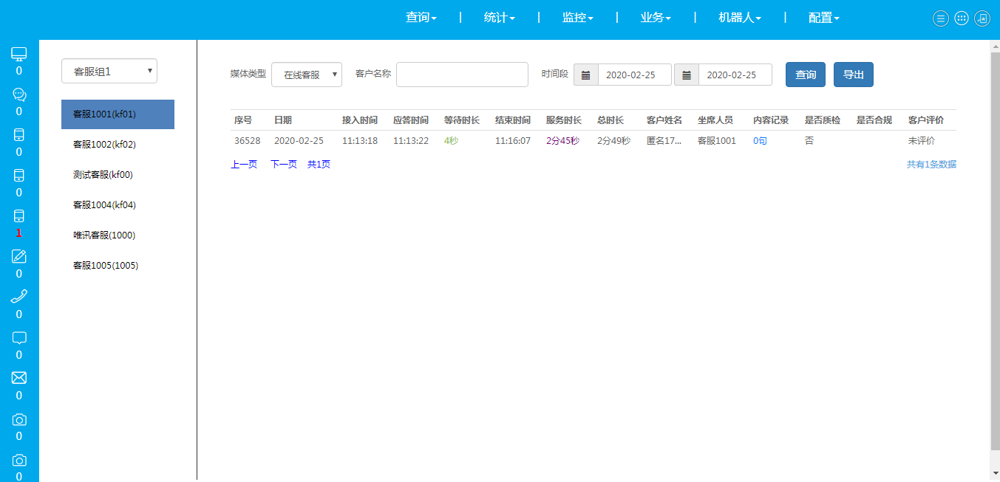 查询 | 统计 | 监控 | 业务 | 机器人 | 配置
0
0
0
0
1
0
0
0
0
0
0
客服组1
客服1001(kf01)
客服1002(kf02)
测试客服(kf00)
客服1004(kf04)
唯讯客服(1000)
客服1005(1005)
媒体类型 在线客服 客户名称 时间段 2020-02-25 2020-02-25 查询 导出
序号 日期 接入时间 应答时间 等待时长 结束时间 服务时长 总时长 客户姓名 坐席人员 内容记录 是否质检 是否合规 客户评价
36528 2020-02-25 11:13:18 11:13:22 4秒 11:16:07 2分45秒 2分49秒 匿名17... 客服1001 0句 否 未评价
上一页 下一页 共1页 共有1条数据